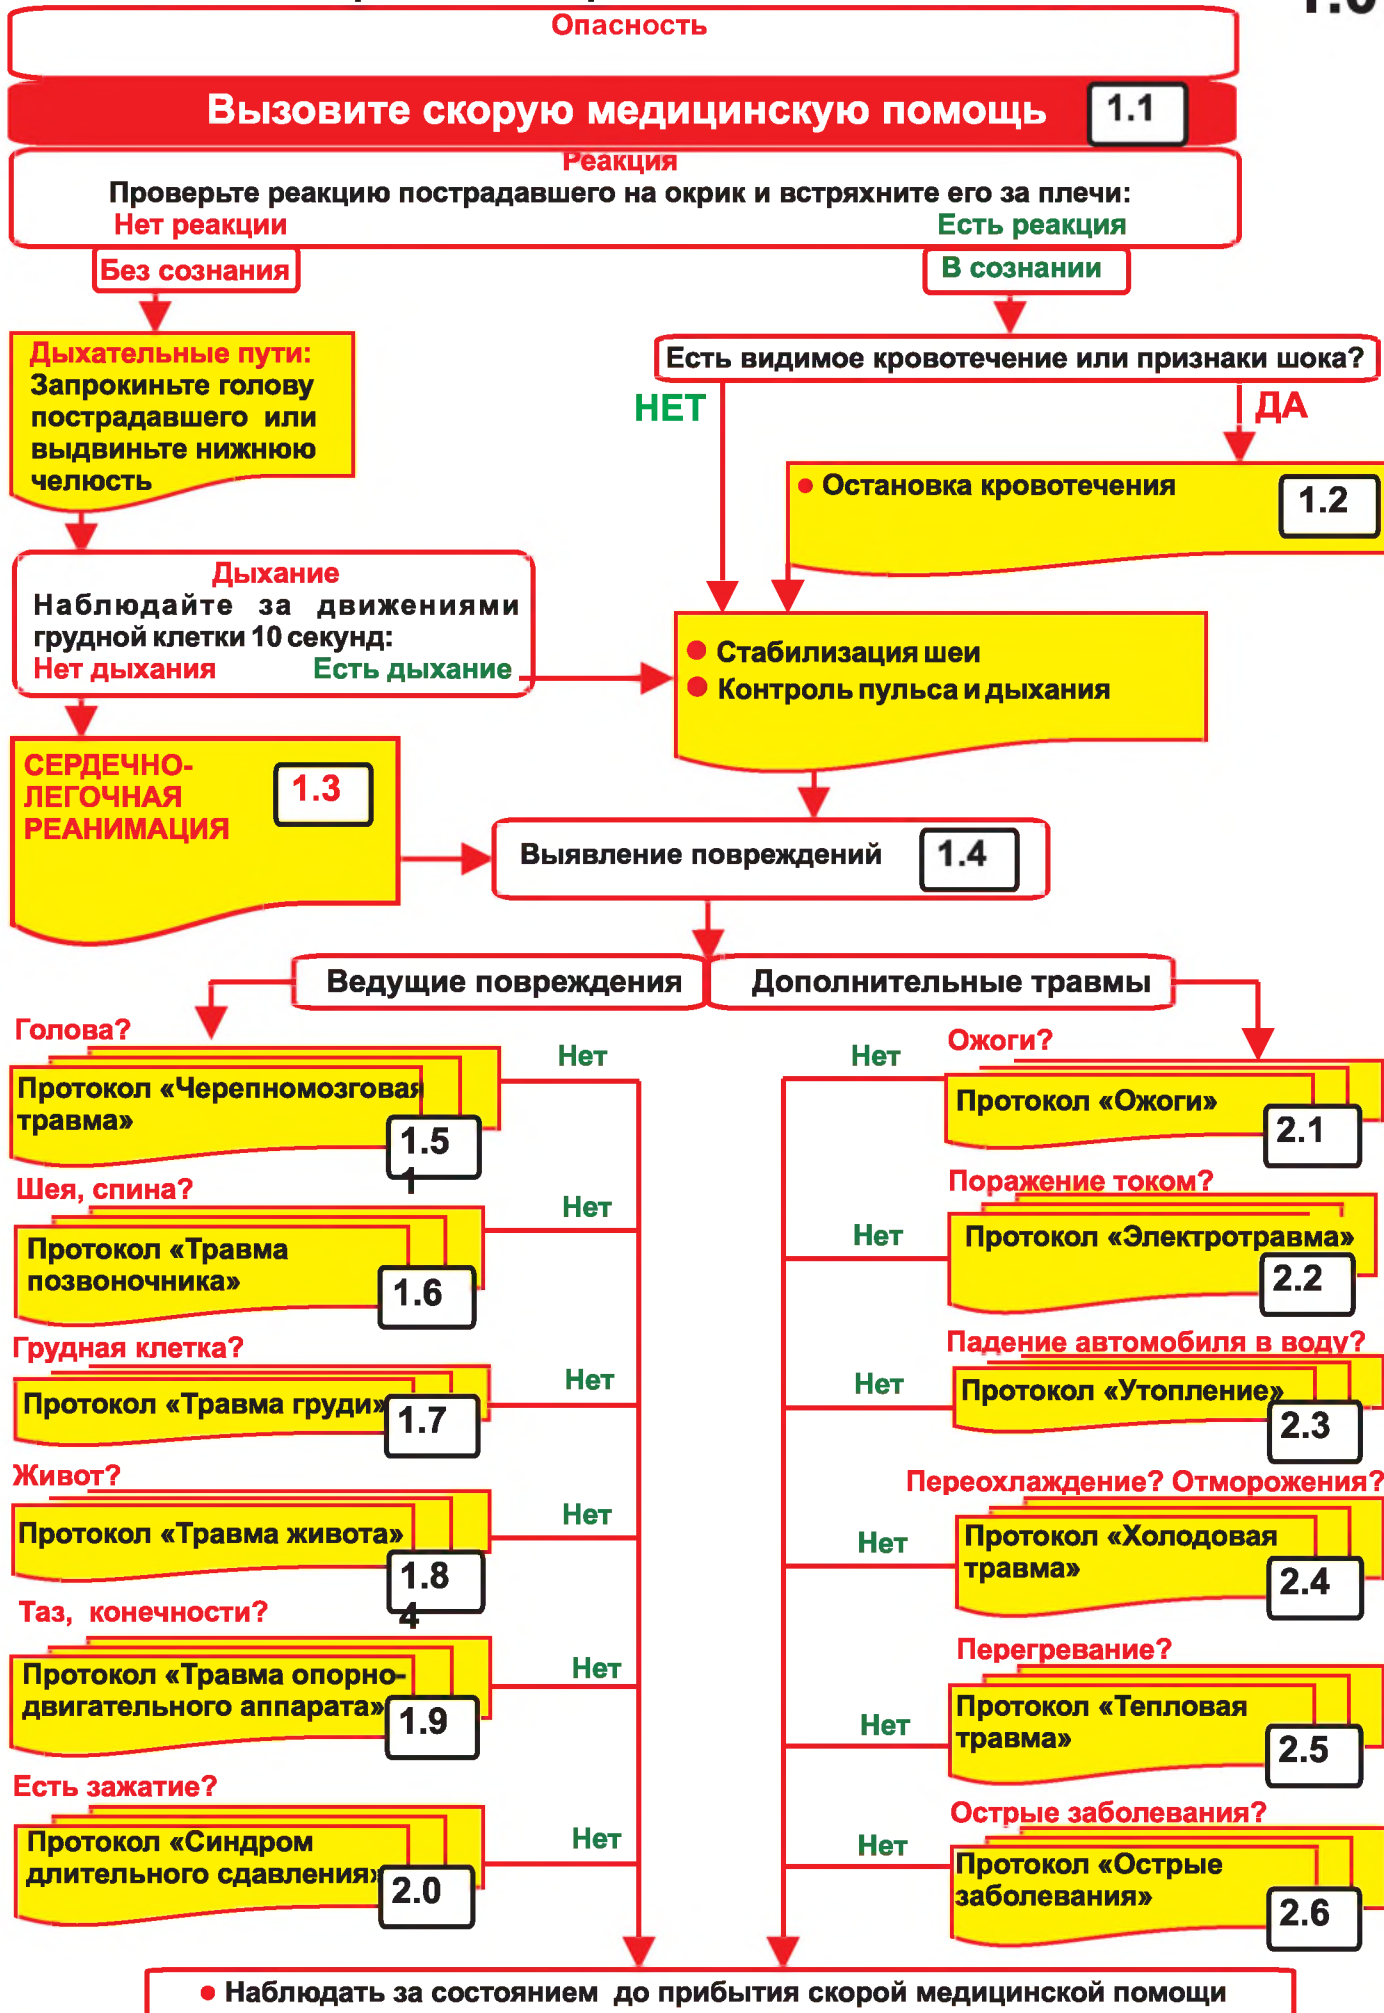 Опасность
Вызовите скорую медицинскую помощь 1.1
Реакция
Проверьте реакцию пострадавшего на окрик и встряхните его за плечи:
Нет реакции Есть реакция
Без сознания В сознании
Дыхательные пути:
Запрокиньте голову
пострадавшего или
выдвиньте нижнюю
челюсть
Есть видимое кровотечение или признаки шока?
НЕТ ДА
• Остановка кровотечения 1.2
Дыхание
Наблюдайте за движениями
грудной клетки 10 секунд:
Нет дыхания Есть дыхание
• Стабилизация шеи
• Контроль пульса и дыхания
СЕРДЕЧНО-
ЛЕГОЧНАЯ
РЕАНИМАЦИЯ
1.3
Выявление повреждений 1.4
Ведущие повреждения Дополнительные травмы
Голова?
Нет
Протокол «Черепномозговая
травма»
1.5
1
Шея, спина?
Нет
Протокол «Травма
позвоночника»
1.6
Грудная клетка?
Нет
Протокол «Травма груди»
1.7
Живот?
Нет
Протокол «Травма живота»
1.8
4
Таз, конечности?
Нет
Протокол «Травма опорно-
двигательного аппарата»
1.9
Есть зажатие?
Нет
Протокол «Синдром
длительного сдавления»
2.0
Ожоги?
Нет
Протокол «Ожоги»
2.1
Поражение током?
Нет
Протокол «Электротравма»
2.2
Падение автомобиля в воду?
Нет
Протокол «Утопление»
2.3
Переохлаждение? Отморожения?
Нет
Протокол «Холодовая
травма»
2.4
Перегревание?
Нет
Протокол «Тепловая
травма»
2.5
Острые заболевания?
Нет
Протокол «Острые
заболевания»
2.6
• Наблюдать за состоянием до прибытия скорой медицинской помощи